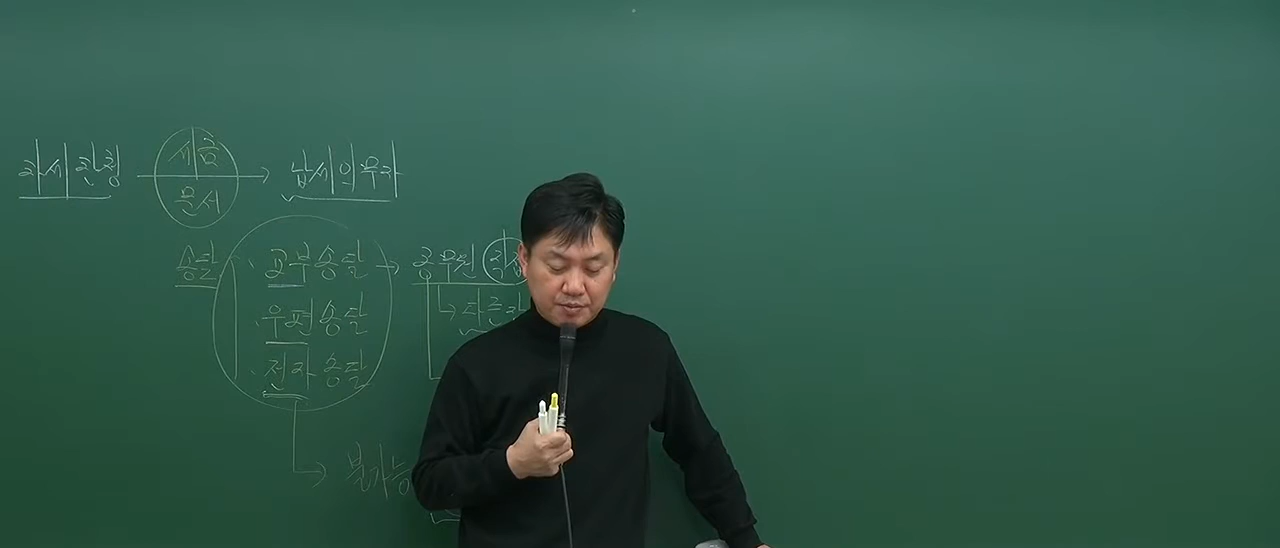 과세관청 → 세금 문서 → 납세의무자
송달 교부송달 → 공무원
우편송달
전자송달
불가능